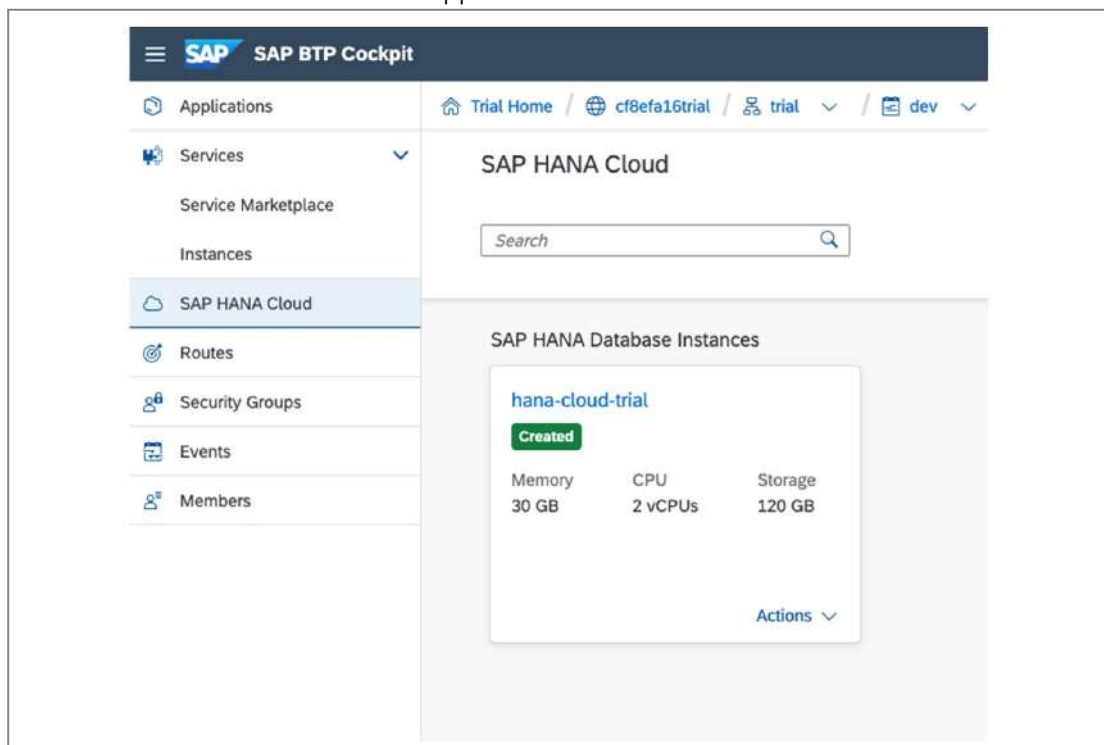 SAP SAP BTP Cockpit
Applications
Services
Service Marketplace
Instances
SAP HANA Cloud
Routes
Security Groups
Events
Members
Trial Home / cf8efa16trial / trial / dev
SAP HANA Cloud
Search
SAP HANA Database Instances
hana-cloud-trial
Created
Memory CPU Storage
30 GB 2 vCPUs 120 GB
Actions